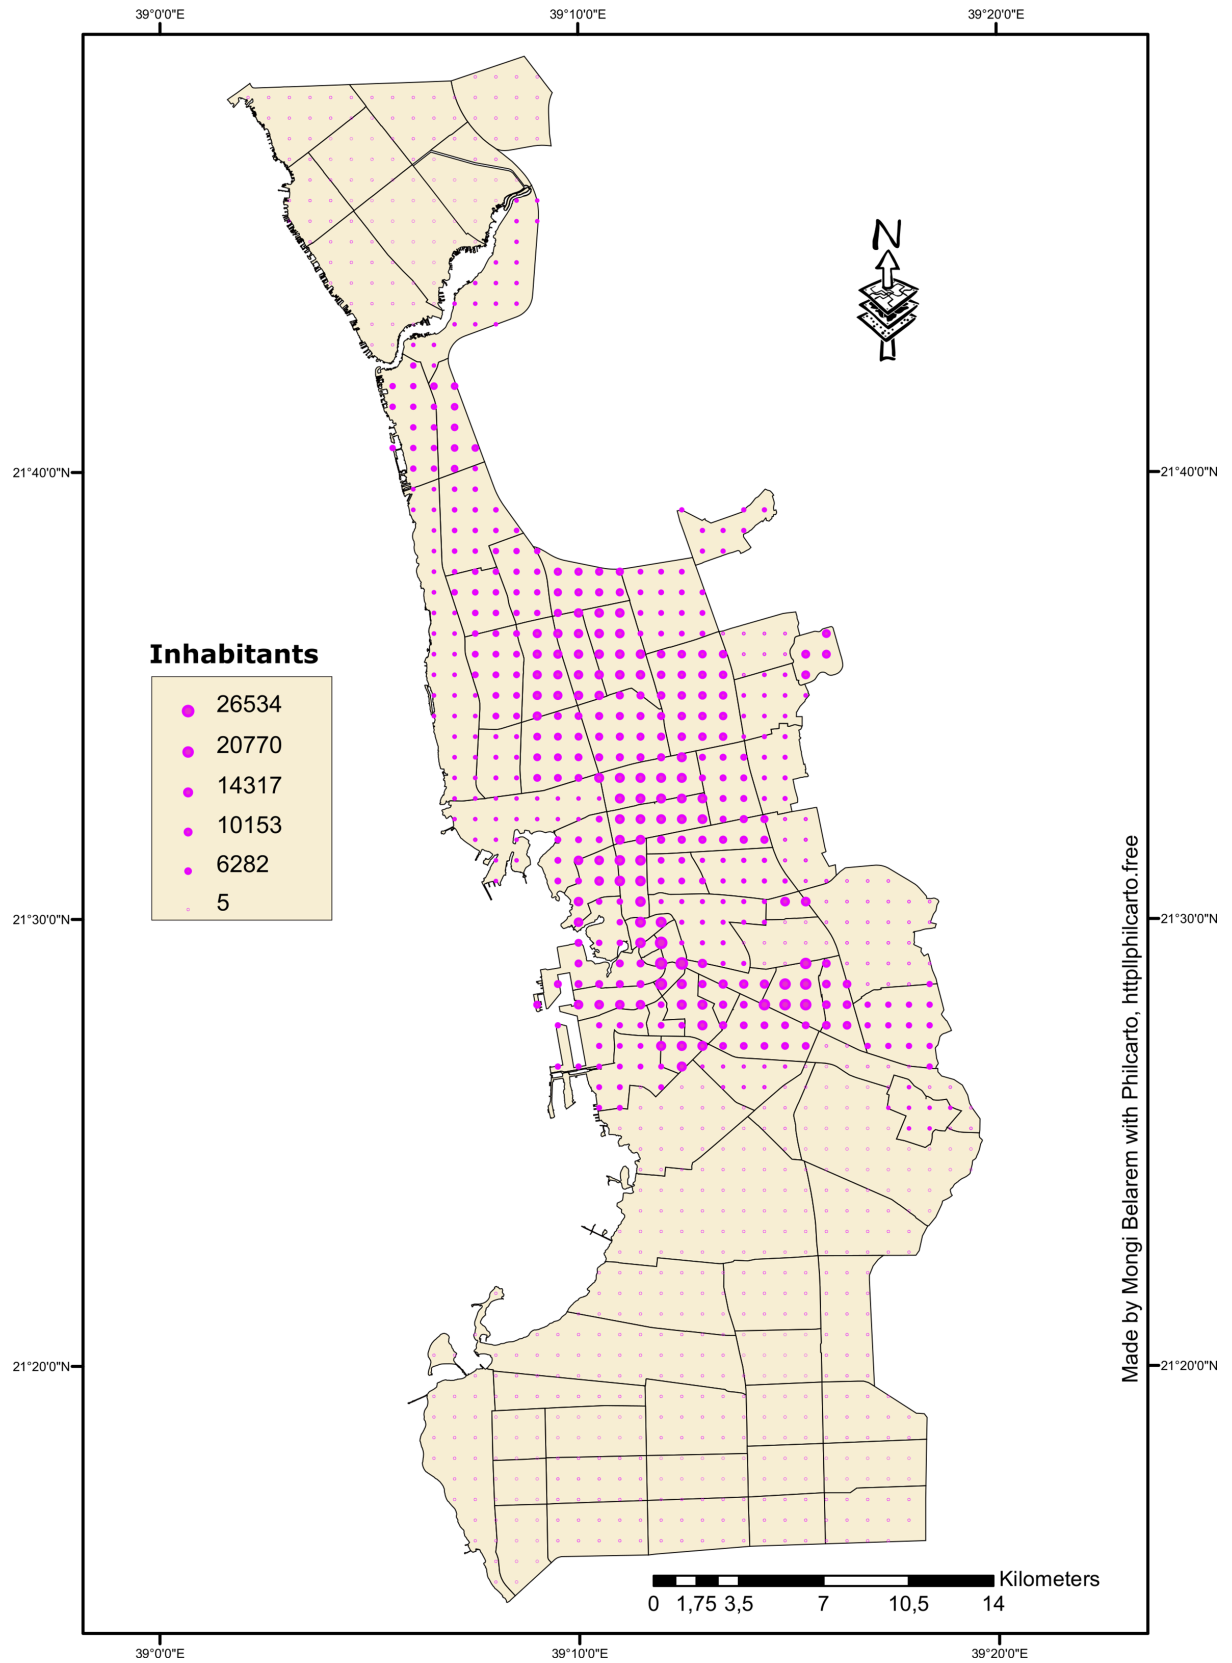 39°0'0"E
39°10'0"E
39°20'0"E
N
21°40'0"N
21°40'0"N
Inhabitants
26534
20770
14317
10153
6282
5
21°30'0"N
21°30'0"N
Made by Mongi Belarem with Philcarto, httpllphilcarto.free
21°20'0"N
21°20'0"N
Kilometers
0 1,75 3,5 7 10,5 14
39°0'0"E
39°10'0"E
39°20'0"E